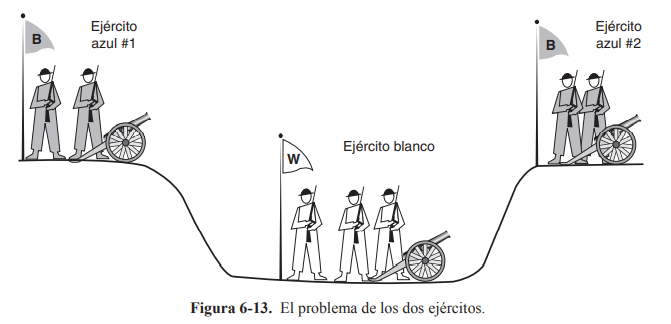 B
Ejército
azul #1
B
Ejército
azul #2
W
Ejército blanco
Figura 6-13. El problema de los dos ejércitos.